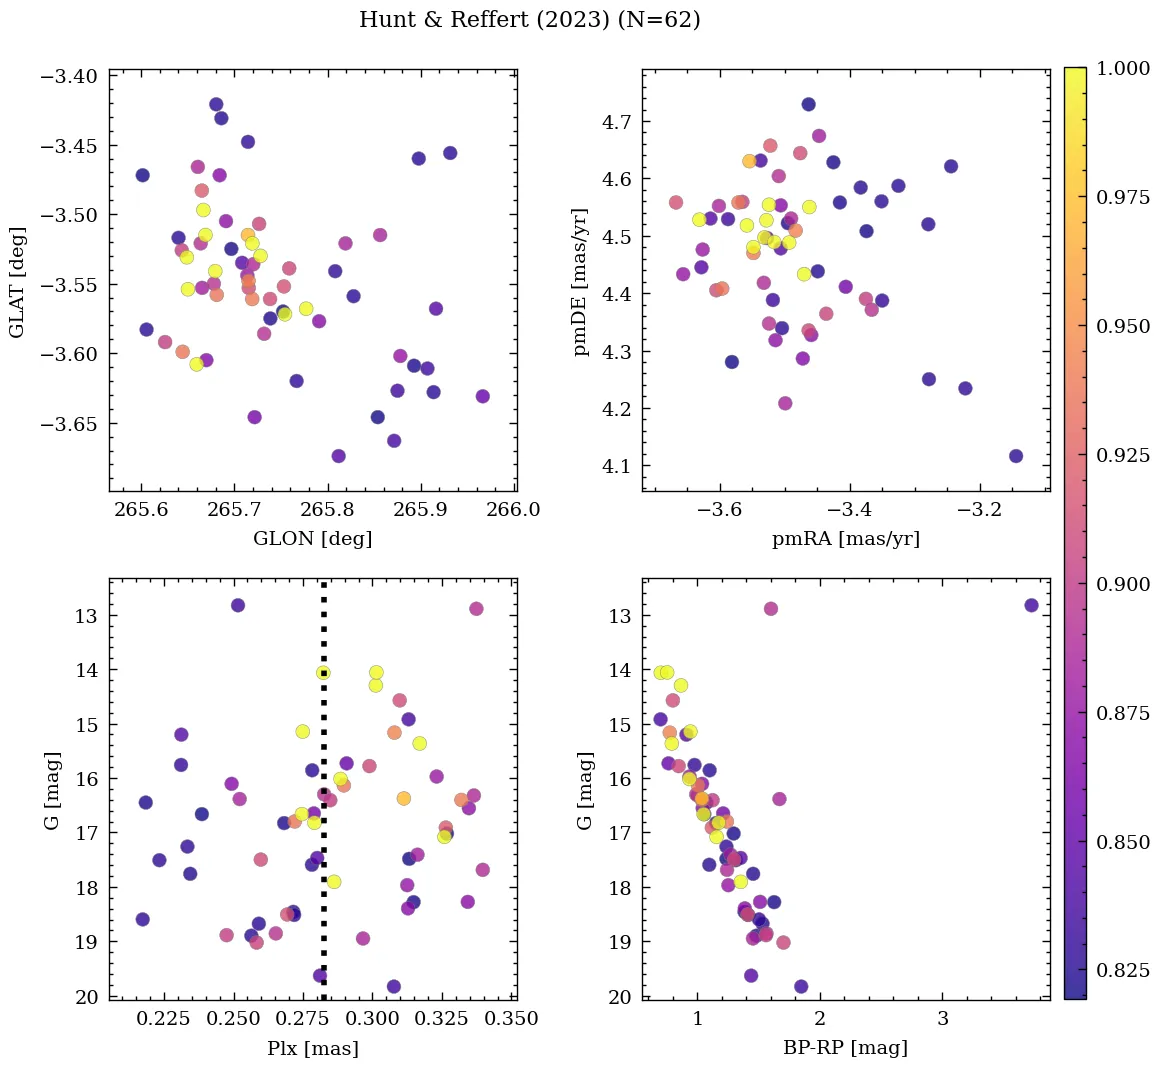 Hunt & Reffert (2023) (N=62)
−3.40
−3.45
−3.50
−3.55
−3.60
−3.65
GLAT [deg]
265.6 265.7 265.8 265.9 266.0
GLON [deg]
4.7
4.6
4.5
4.4
4.3
4.2
4.1
pmDE [mas/yr]
−3.6 −3.4 −3.2
pmRA [mas/yr]
1.000
0.975
0.950
0.925
0.900
0.875
0.850
0.825
13
14
15
16
17
18
19
20
G [mag]
0.225 0.250 0.275 0.300 0.325 0.350
Plx [mas]
13
14
15
16
17
18
19
20
G [mag]
1 2 3
BP-RP [mag]